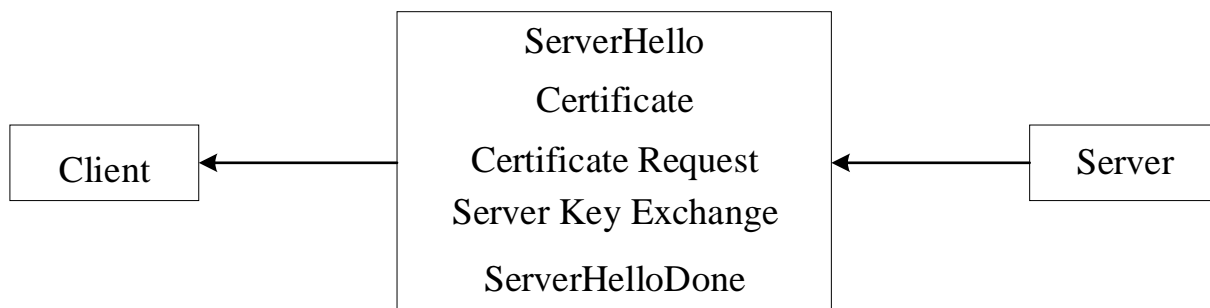 Client
ServerHello
Certificate
Certificate Request
Server Key Exchange
ServerHelloDone
Server